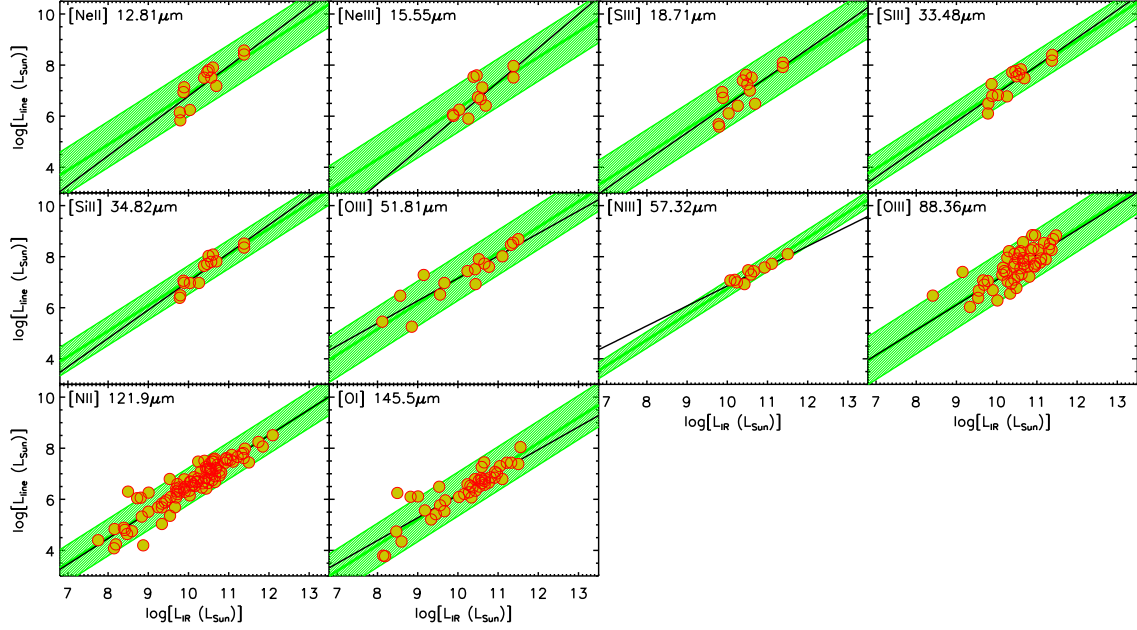 [NeII] 12.81μm
[NeIII] 15.55μm
[SIII] 18.71μm
[SIII] 33.48μm
10
8
6
4
log[L_line (L_Sun)]
[SiII] 34.82μm
[OIII] 51.81μm
[NIII] 57.32μm
[OIII] 88.36μm
10
8
6
4
log[L_line (L_Sun)]
7 8 9 10 11 12 13
7 8 9 10 11 12 13
log[L_IR (L_Sun)]
log[L_IR (L_Sun)]
[NII] 121.9μm
[OI] 145.5μm
10
8
6
4
log[L_line (L_Sun)]
7 8 9 10 11 12 13
7 8 9 10 11 12 13
log[L_IR (L_Sun)]
log[L_IR (L_Sun)]